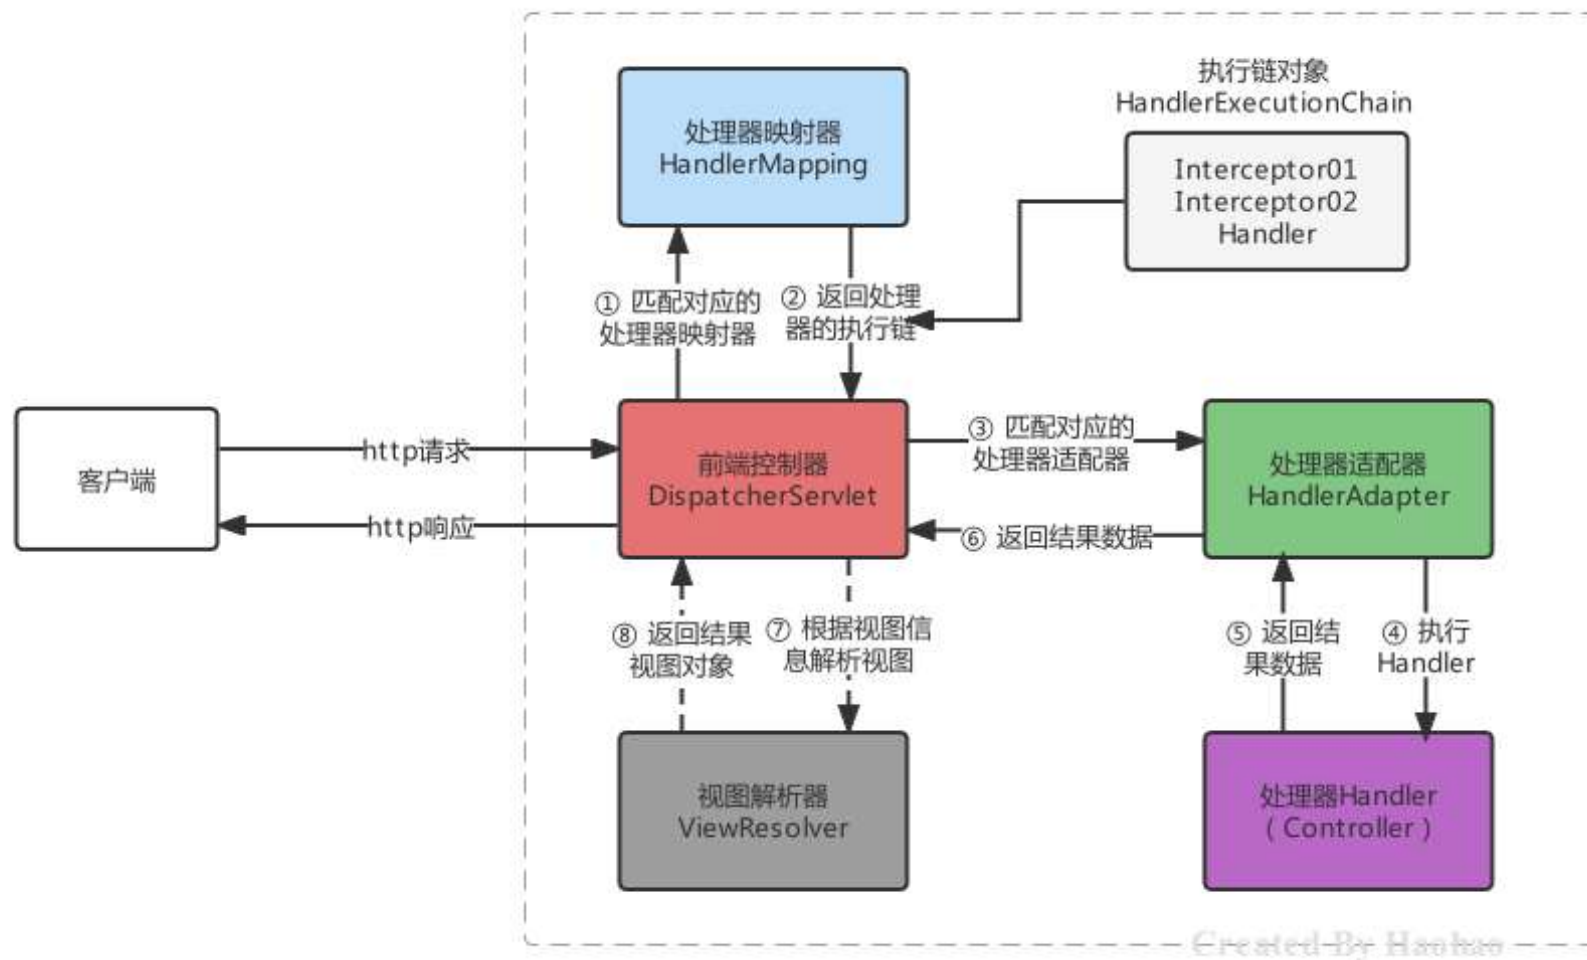 执行链对象
HandlerExecutionChain
处理器映射器
HandlerMapping
Interceptor01
Interceptor02
Handler
① 匹配对应的
处理器映射器
② 返回处理
器的执行链
客户端
http请求
http响应
前端控制器
DispatcherServlet
③ 匹配对应的
处理器适配器
⑥ 返回结果数据
处理器适配器
HandlerAdapter
⑧ 返回结果
视图对象
⑦ 根据视图信
息解析视图
⑤ 返回结
果数据
④ 执行
Handler
视图解析器
ViewResolver
处理器Handler
( Controller )
Created By Haohao